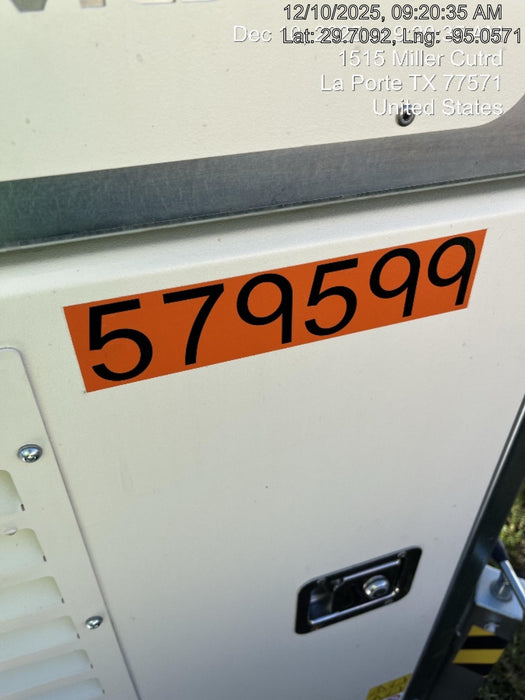 12/10/2025, 09:20:35 AM
Lat: 29.7092, Lng: -95.0571
1515 Miller Cutrd
La Porte TX 77571
United States
579599